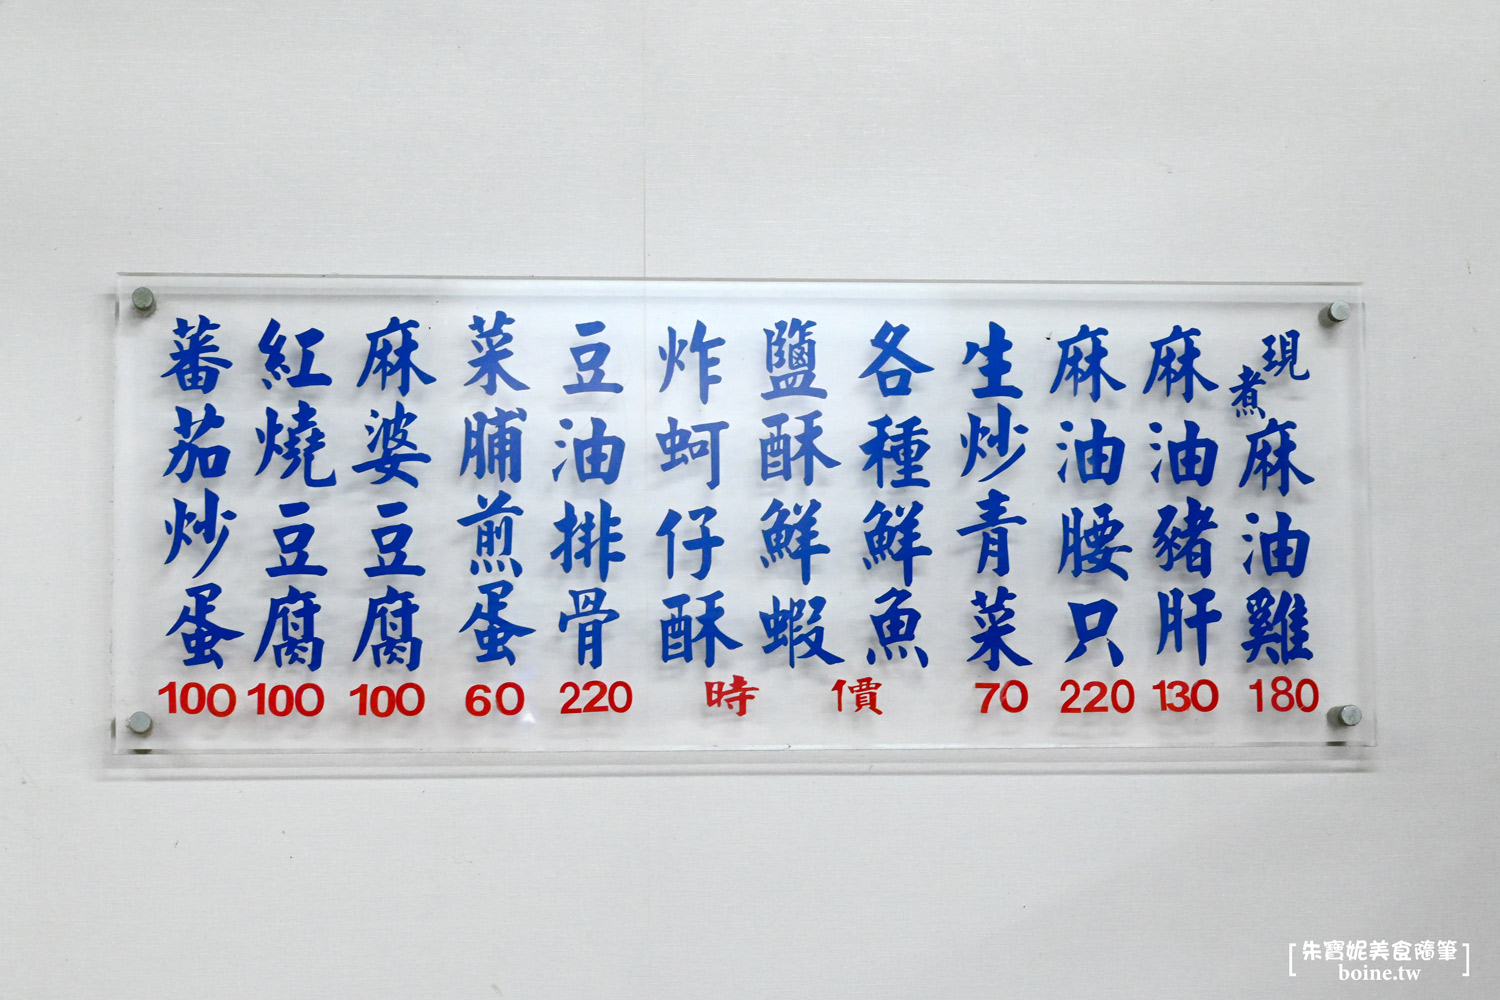 現煮麻油雞 180
麻油豬肝 130
麻油腰只 220
生炒青菜 70
各種鮮魚
鹽酥鮮蝦
炸蚵仔酥
時價
豆油排骨 220
菜脯煎蛋 60
麻婆豆腐 100
紅燒豆腐 100
蕃茄炒蛋 100
朱寶妮美食隨筆
boine.tw